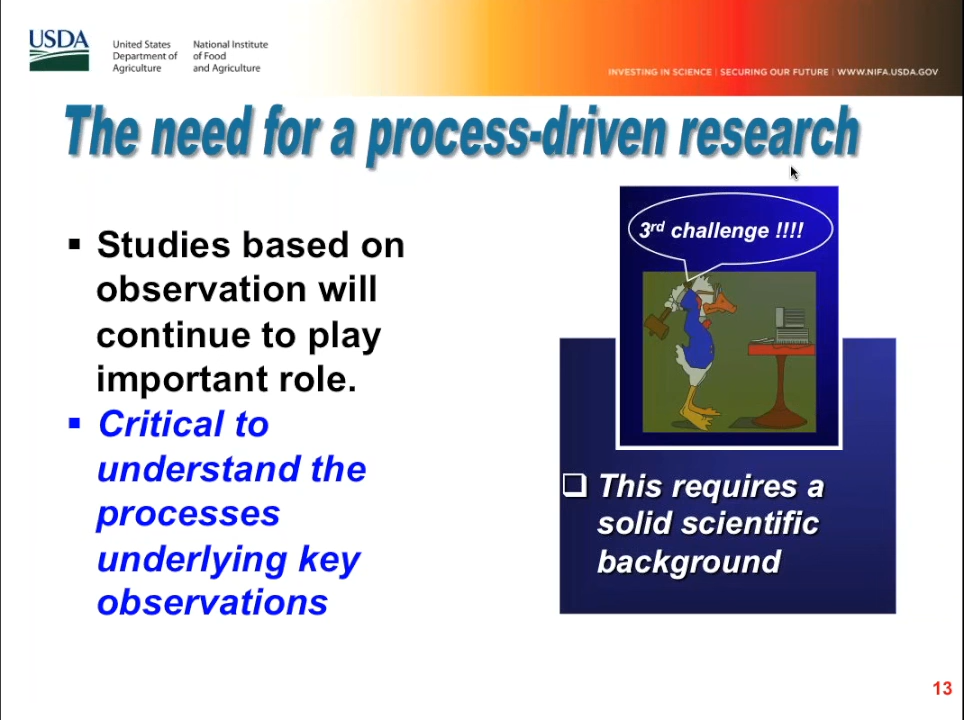 USDA
United States
Department of
Agriculture
National Institute
of Food
and Agriculture
INVESTING IN SCIENCE | SECURING OUR FUTURE | WWW.NIFA.USDA.GOV
The need for a process-driven research
▪ Studies based on
observation will
continue to play
important role.
▪ Critical to
understand the
processes
underlying key
observations
3rd challenge !!!!
❑ This requires a
solid scientific
background
13